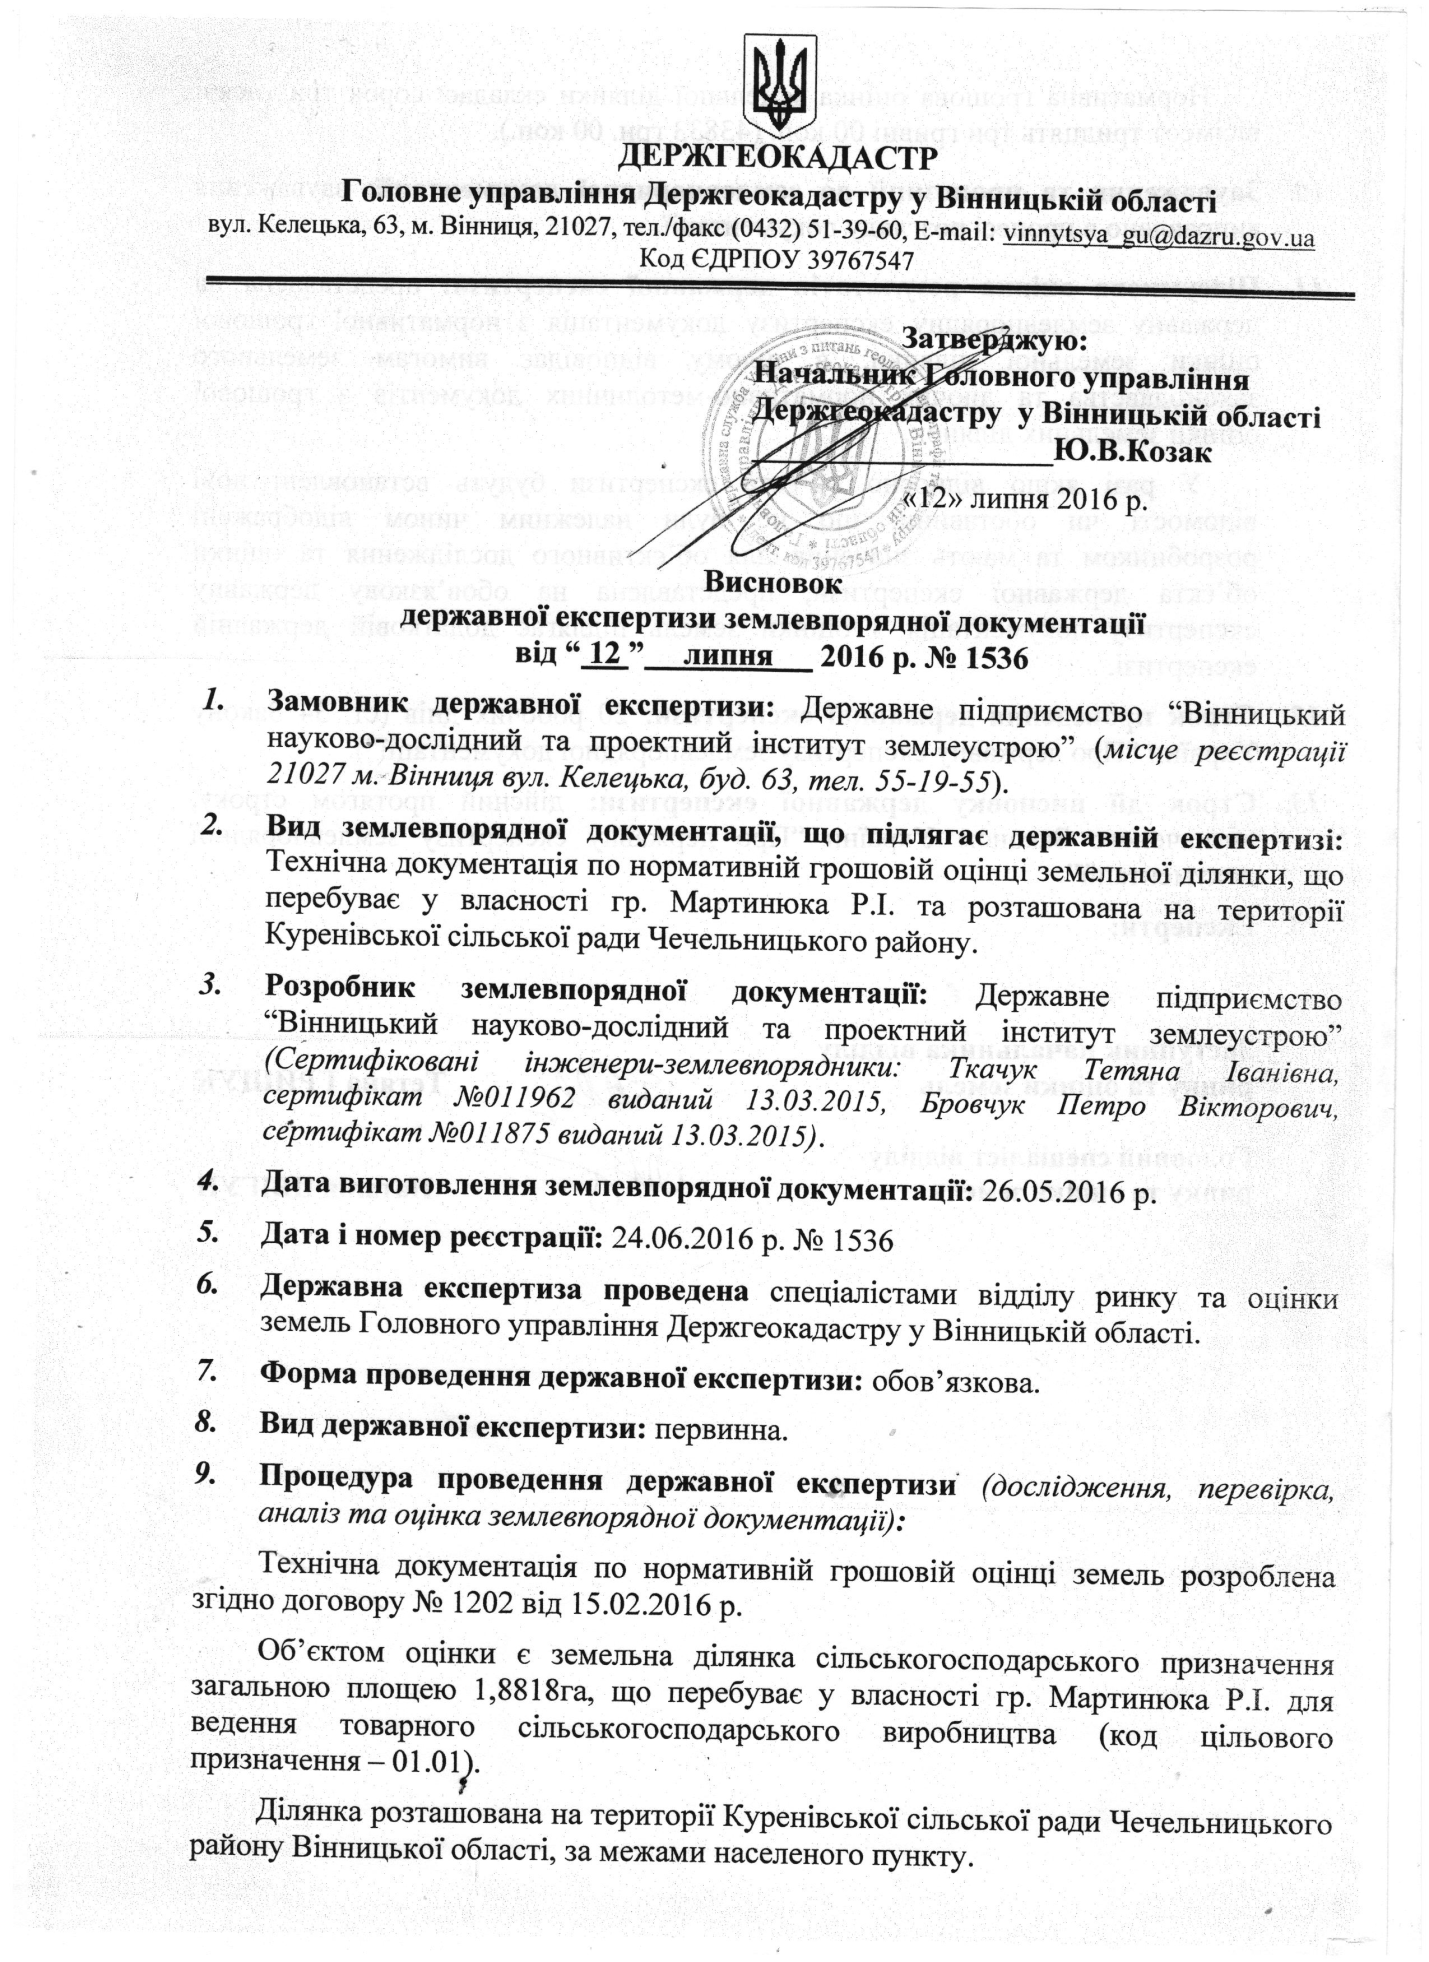 ДЕРЖГЕОКАДАСТР
Головне управління Держгеокадастру у Вінницькій області
вул. Келецька, 63, м. Вінниця, 21027, тел./факс (0432) 51-39-60, E-mail: vinnytsya_gu@dazru.gov.ua
Код ЄДРПОУ 39767547
Затверджую:
Начальник Головного управління
Держгеокадастру у Вінницькій області
Ю.В.Козак
«12» липня 2016 р.
Висновок
державної експертизи землевпорядної документації
від “ 12 ” липня 2016 р. № 1536
1. Замовник державної експертизи: Державне підприємство “Вінницький
науково-дослідний та проектний інститут землеустрою” (місце реєстрації
21027 м. Вінниця вул. Келецька, буд. 63, тел. 55-19-55).
2. Вид землевпорядної документації, що підлягає державній експертизі:
Технічна документація по нормативній грошовій оцінці земельної ділянки, що
перебуває у власності гр. Мартинюка Р.І. та розташована на території
Куренівської сільської ради Чечельницького району.
3. Розробник землевпорядної документації: Державне підприємство
“Вінницький науково-дослідний та проектний інститут землеустрою”
(Сертифіковані інженери-землевпорядники: Ткачук Тетяна Іванівна,
сертифікат №011962 виданий 13.03.2015, Бровчук Петро Вікторович,
сертифікат №011875 виданий 13.03.2015).
4. Дата виготовлення землевпорядної документації: 26.05.2016 р.
5. Дата і номер реєстрації: 24.06.2016 р. № 1536
6. Державна експертиза проведена спеціалістами відділу ринку та оцінки
земель Головного управління Держгеокадастру у Вінницькій області.
7. Форма проведення державної експертизи: обов’язкова.
8. Вид державної експертизи: первинна.
9. Процедура проведення державної експертизи (дослідження, перевірка,
аналіз та оцінка землевпорядної документації):
Технічна документація по нормативній грошовій оцінці земель розроблена
згідно договору № 1202 від 15.02.2016 р.
Об’єктом оцінки є земельна ділянка сільськогосподарського призначення
загальною площею 1,8818га, що перебуває у власності гр. Мартинюка Р.І. для
ведення товарного сільськогосподарського виробництва (код цільового
призначення – 01.01).
Ділянка розташована на території Куренівської сільської ради Чечельницького
району Вінницької області, за межами населеного пункту.